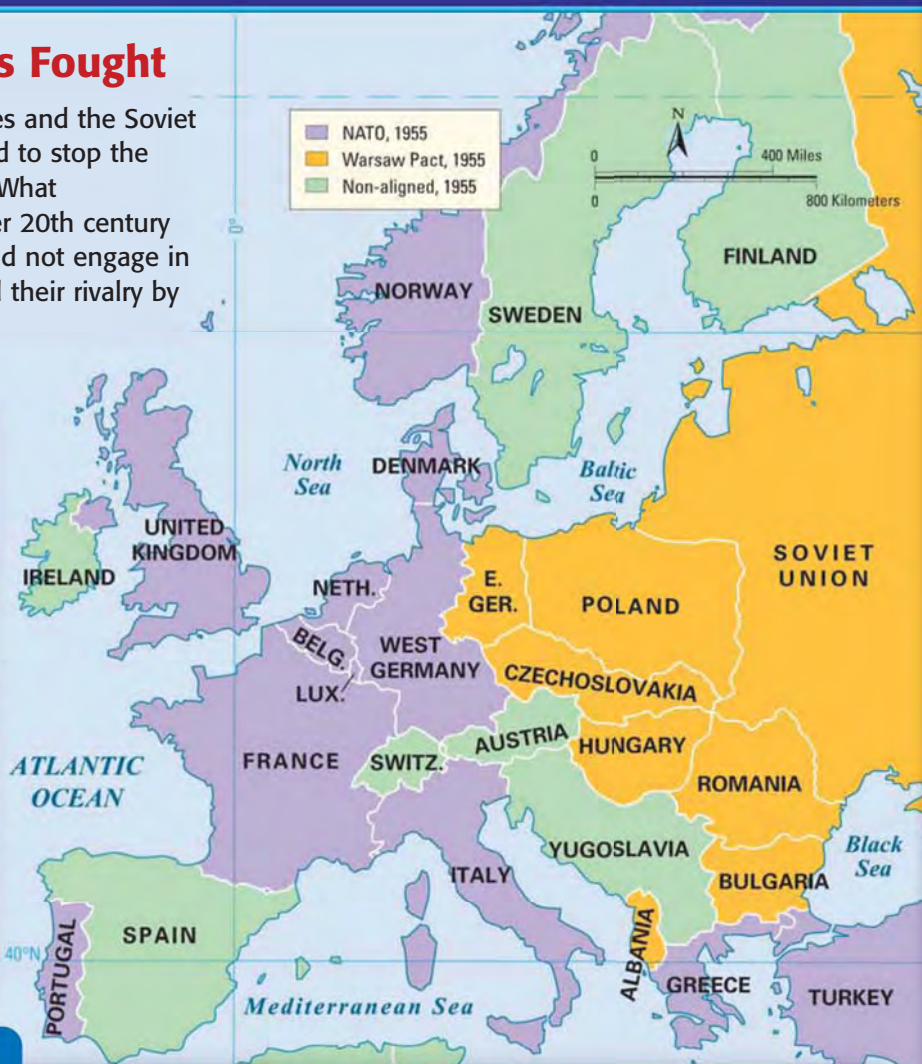 s Fought
es and the Soviet
d to stop the
What
er 20th century
d not engage in
d their rivalry by
NATO, 1955
Warsaw Pact, 1955
Non-aligned, 1955
N
0
400 Miles
0
800 Kilometers
0°
FINLAND
NORWAY
SWEDEN
North
Sea
DENMARK
Baltic
Sea
UNITED
KINGDOM
IRELAND
NETH.
E.
GER.
POLAND
SOVIET
UNION
BELG.
WEST
GERMANY
LUX.
CZECHOSLOVAKIA
FRANCE
SWITZ.
AUSTRIA
HUNGARY
ROMANIA
ATLANTIC
OCEAN
YUGOSLAVIA
Black
Sea
ITALY
BULGARIA
SPAIN
PORTUGAL
40°N
ALBANIA
GREECE
TURKEY
Mediterranean Sea